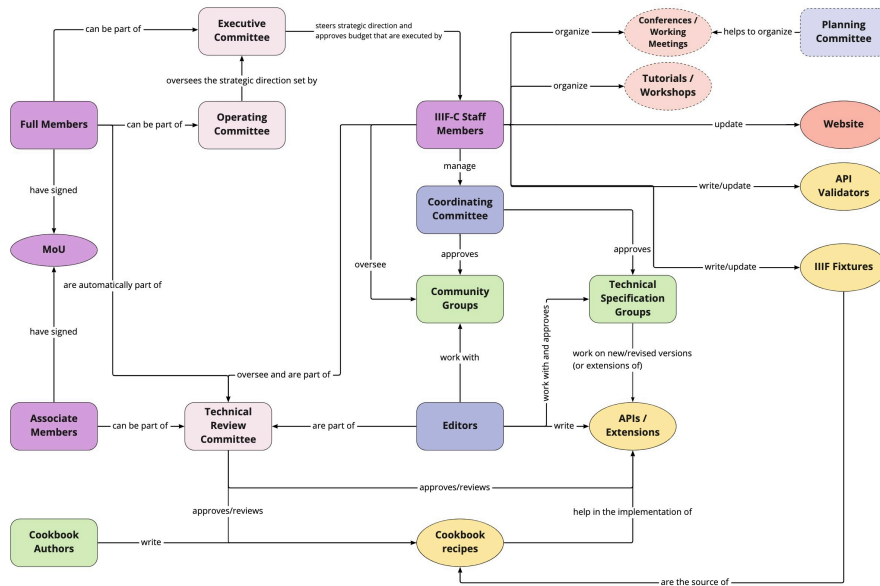 Executive
Committee
can be part of
steers strategic direction and
approves budget that are executed by
Conferences /
Working
Meetings
organize
helps to organize
Planning
Committee
oversees the strategic direction set by
organize
Tutorials /
Workshops
Full Members
can be part of
Operating
Committee
IIIF-C Staff
Members
update
Website
manage
have signed
Coordinating
Committee
write/update
API
Validators
MoU
approves
approves
oversee
write/update
IIIF Fixtures
are automatically part of
Community
Groups
Technical
Specification
Groups
have signed
work with
work with and approves
work on new/revised versions
(or extensions of)
oversee and are part of
Associate
Members
can be part of
Technical
Review
Committee
are part of
Editors
write
APIs /
Extensions
approves/reviews
approves/reviews
help in the implementation of
Cookbook
Authors
write
Cookbook
recipes
are the source of